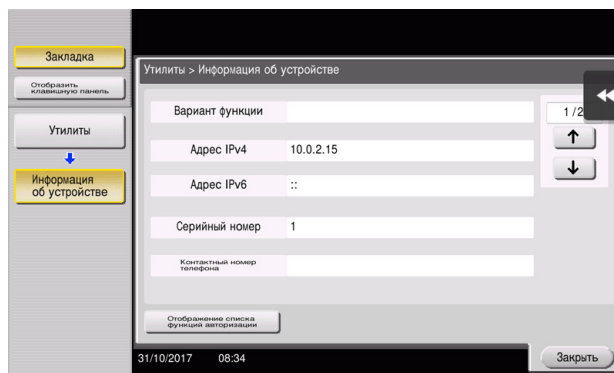 Закладка
Отобразить
клавишную панель
Утилиты
Информация
об устройстве
Утилиты > Информация об устройстве
Вариант функции
1/2
Адрес IPv4 10.0.2.15
Адрес IPv6 ::
Серийный номер 1
Контактный номер
телефона
Отображение списка
функций авторизации
31/10/2017 08:34
Закрыть